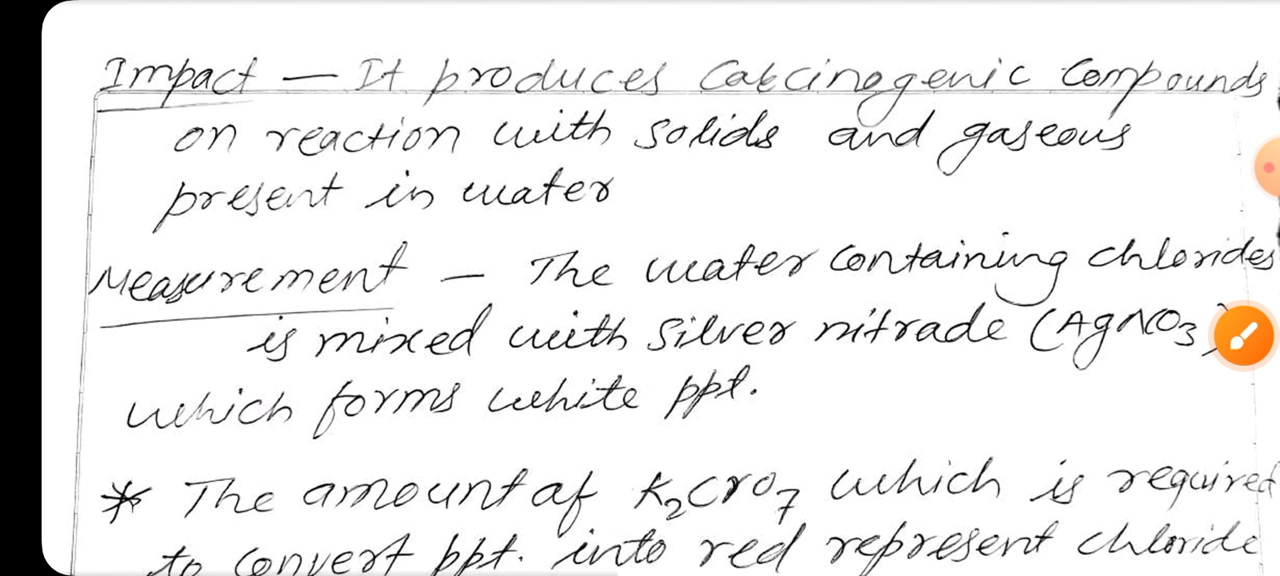 Impact — It produces Calcinogenic Compounds
on reaction with solids and gaseous
present in water
Measurement — The water containing chlorides
is mixed with silver nitrade (AgNO3)
which forms white ppt.
* The amount of K2CrO7 which is required
to convert ppt. into red represent chloride